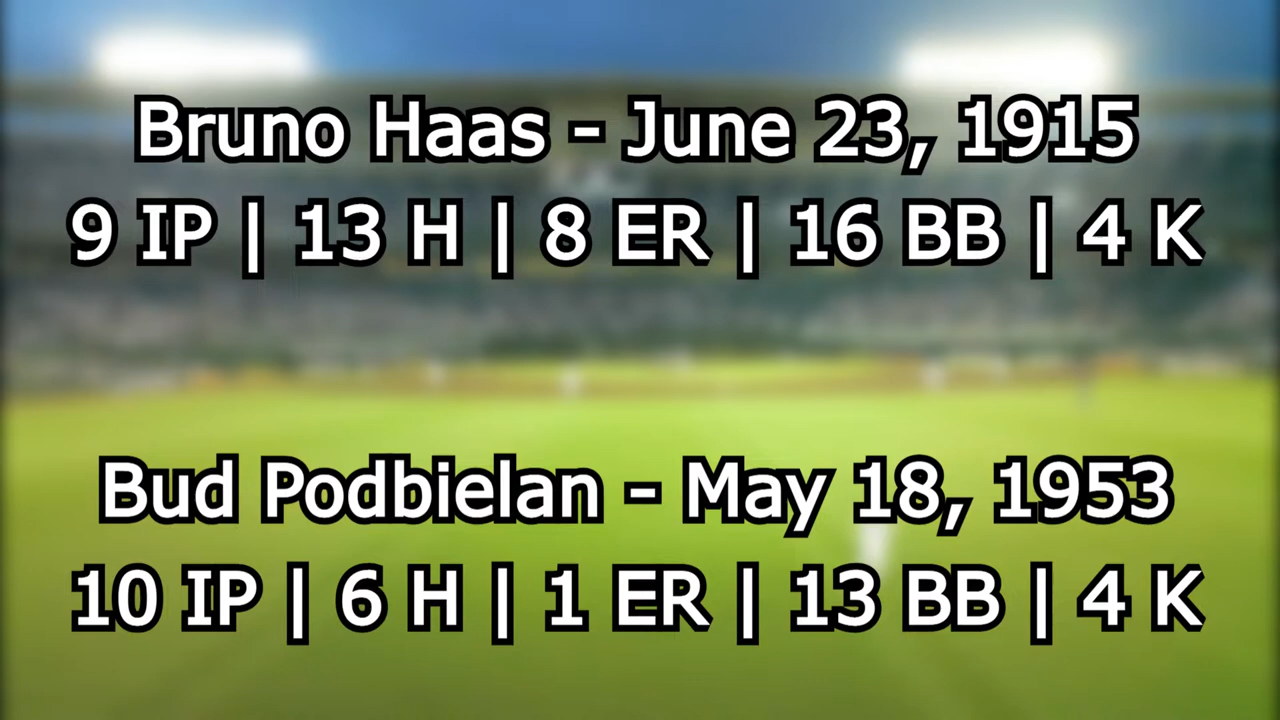 Bruno Haas - June 23, 1915
9 IP | 13 H | 8 ER | 16 BB | 4 K
Bud Podbielan - May 18, 1953
10 IP | 6 H | 1 ER | 13 BB | 4 K